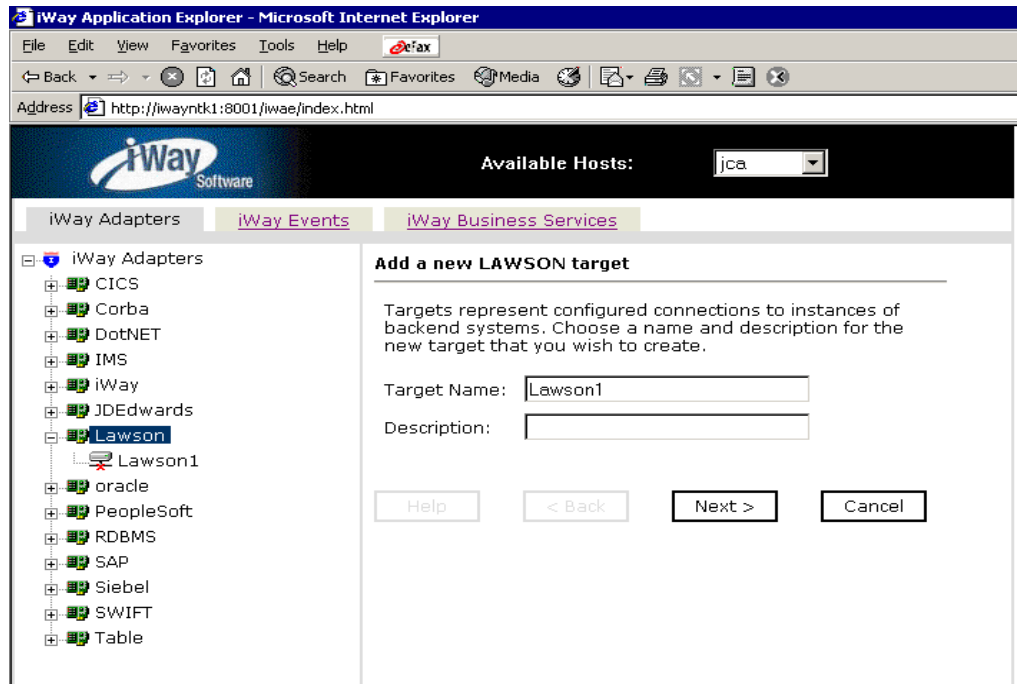 iWay Application Explorer - Microsoft Internet Explorer
File Edit View Favorites Tools Help eFax
Back Search Favorites Media
Address http://iwayntk1:8001/iwae/index.html
iWay Software
Available Hosts: jca
iWay Adapters iWay Events iWay Business Services
iWay Adapters
CICS
Corba
DotNET
IMS
iWay
JDEdwards
Lawson
Lawson1
oracle
PeopleSoft
RDBMS
SAP
Siebel
SWIFT
Table
Add a new LAWSON target
Targets represent configured connections to instances of
backend systems. Choose a name and description for the
new target that you wish to create.
Target Name: Lawson1
Description:
Help < Back Next > Cancel